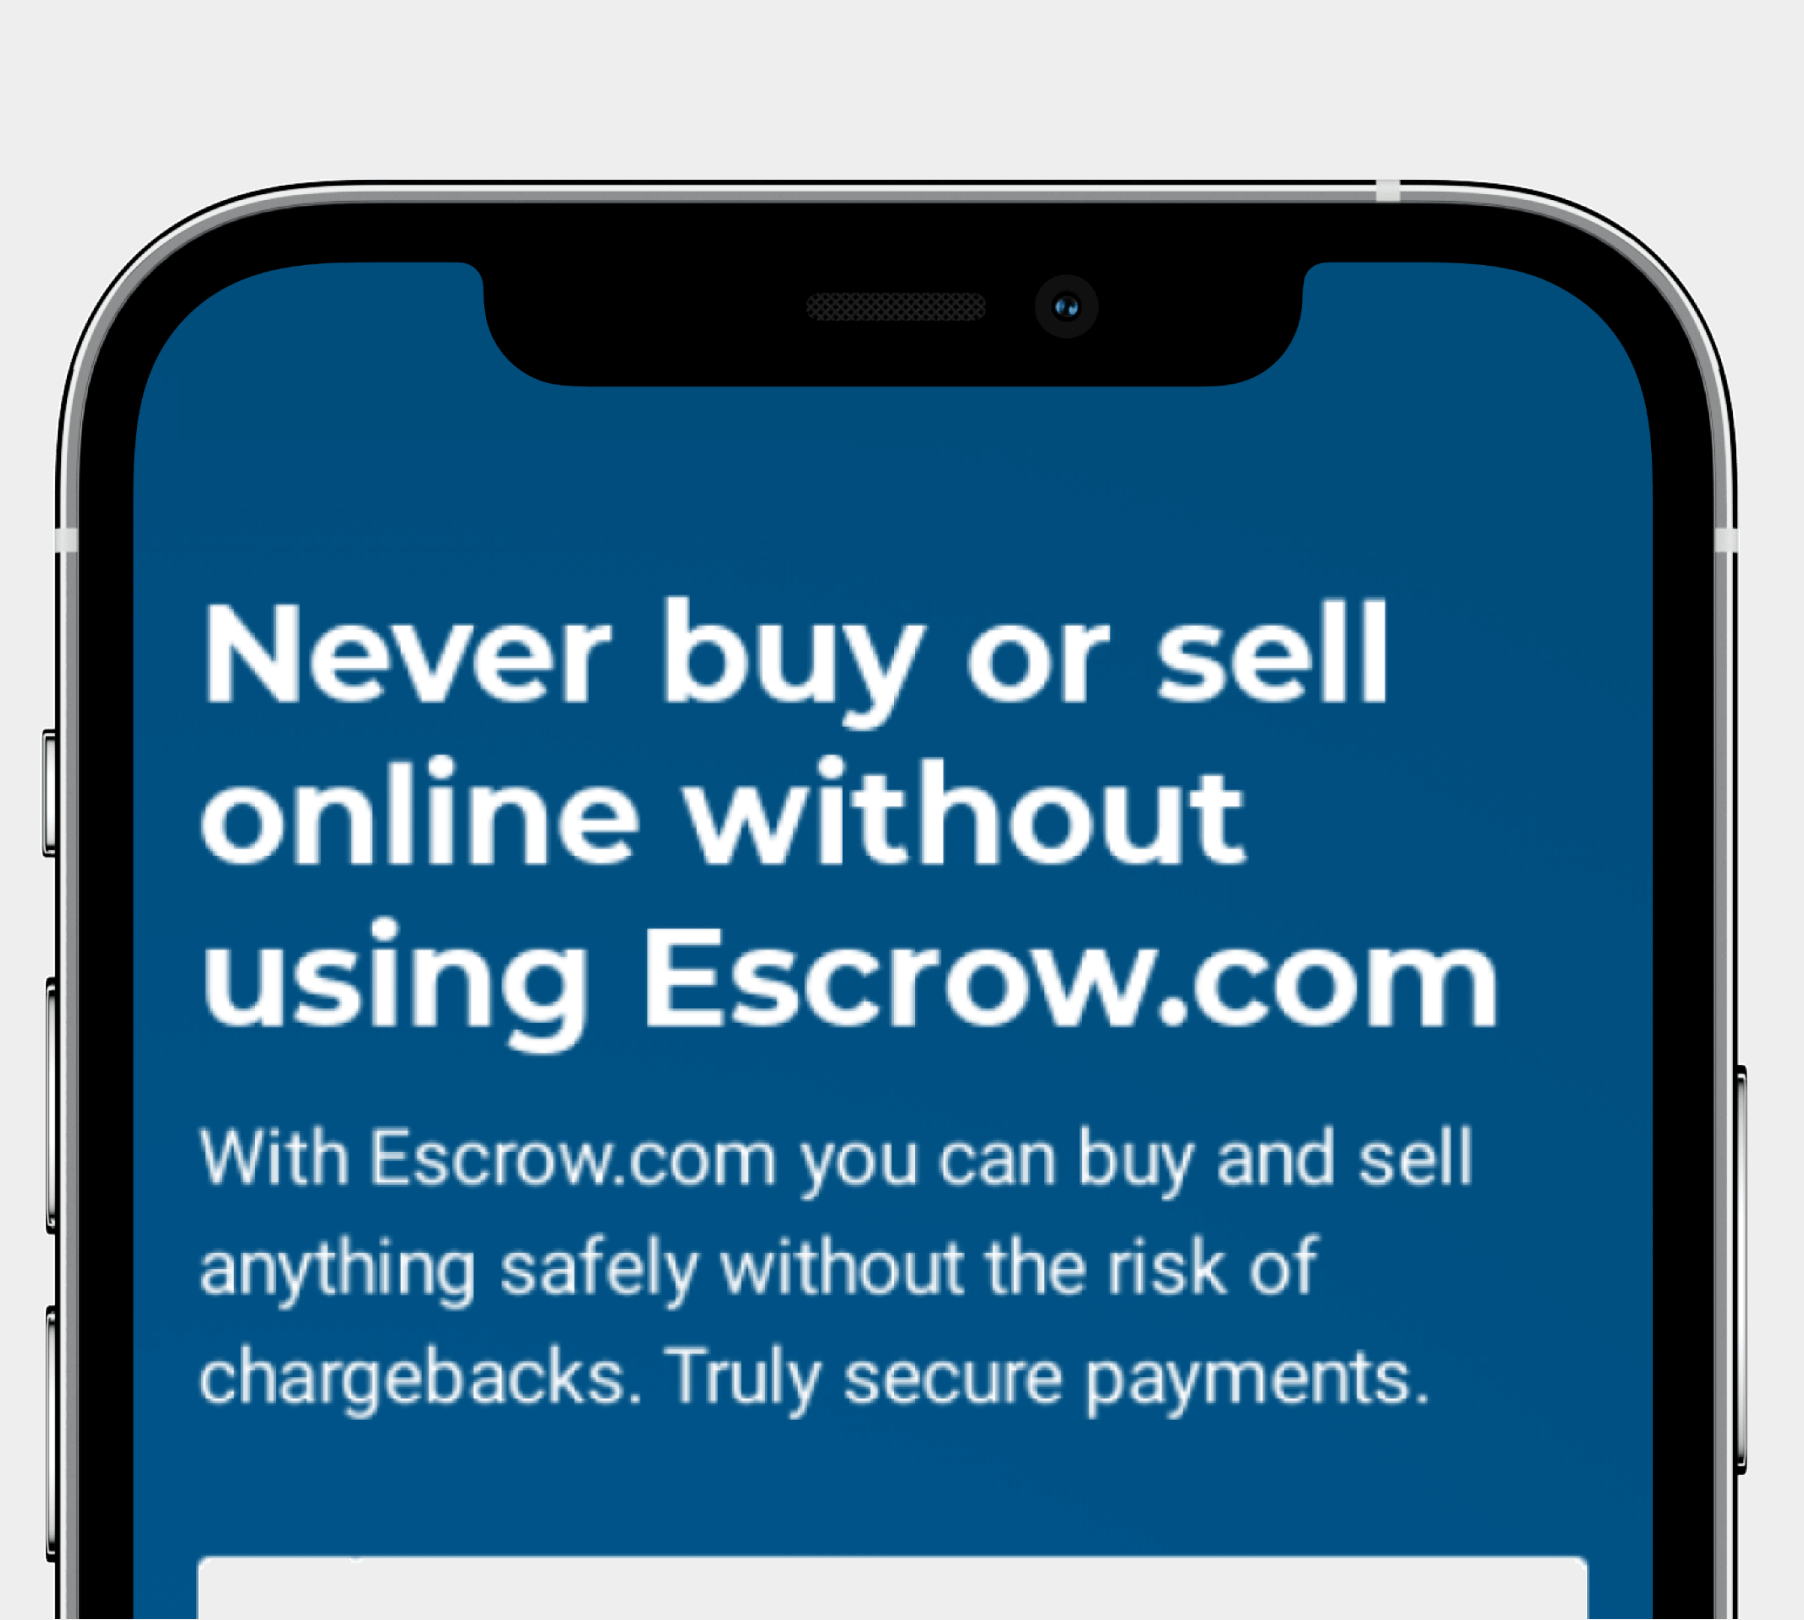 Never buy or sell
online without
using Escrow.com
With Escrow.com you can buy and sell
anything safely without the risk of
chargebacks. Truly secure payments.